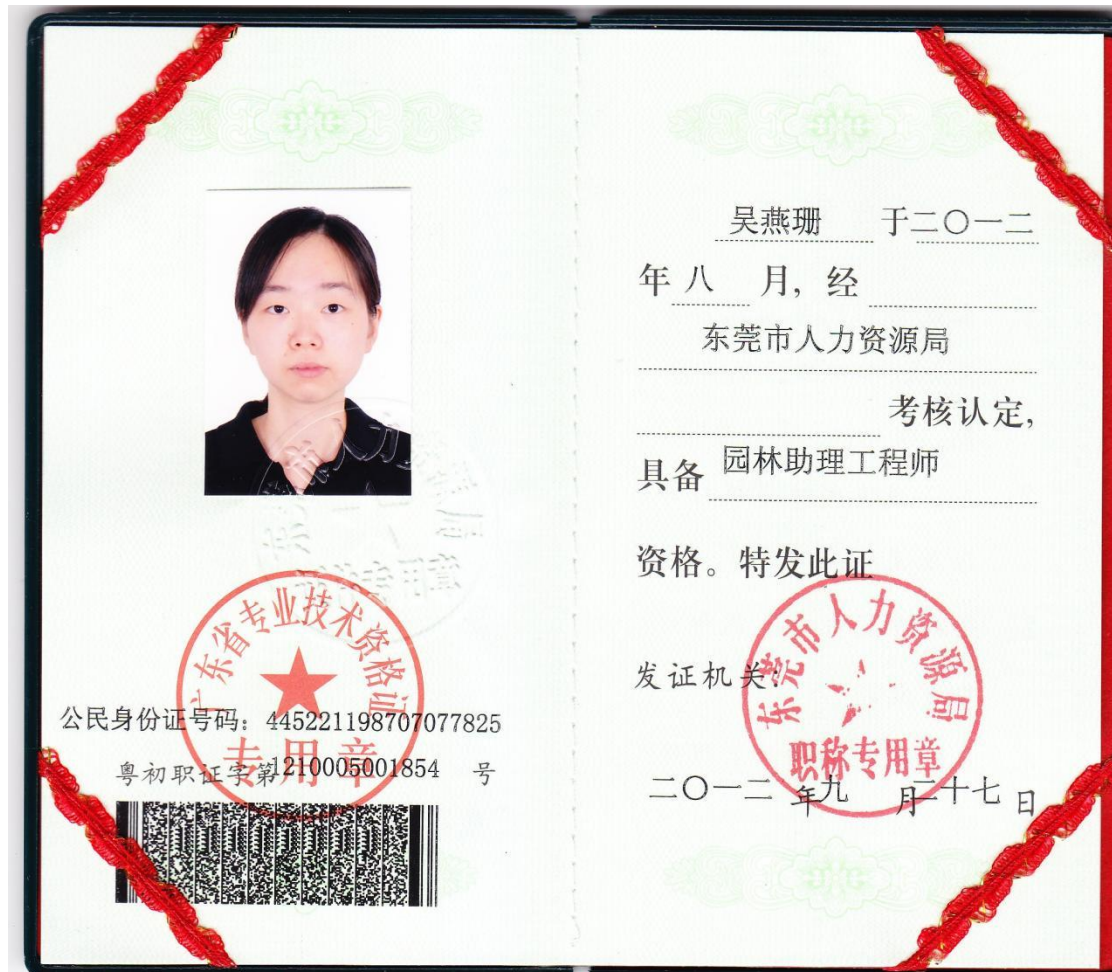 广东省专业技术资格证
专用章
公民身份证号码：445221198707077825
粤初职证字第1210005001854 号
吴燕珊 于二〇一二
年八 月，经
东莞市人力资源局
考核认定，
具备 园林助理工程师
资格。特发此证
发证机关：
东莞市人力资源局
职称专用章
二〇一二 年九 月二十七日